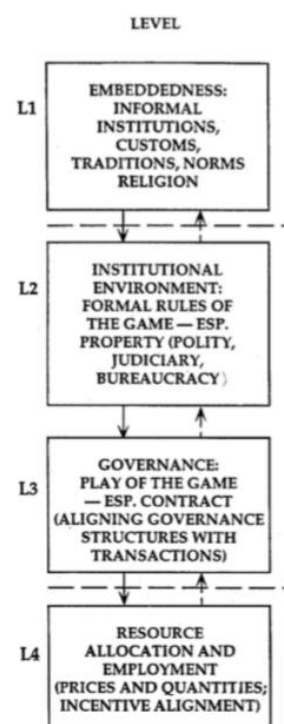 LEVEL
L1
EMBEDDEDNESS:
INFORMAL
INSTITUTIONS,
CUSTOMS,
TRADITIONS, NORMS
RELIGION
L2
INSTITUTIONAL
ENVIRONMENT:
FORMAL RULES OF
THE GAME — ESP.
PROPERTY (POLITY,
JUDICIARY,
BUREAUCRACY)
L3
GOVERNANCE:
PLAY OF THE GAME
— ESP. CONTRACT
(ALIGNING GOVERNANCE
STRUCTURES WITH
TRANSACTIONS)
L4
RESOURCE
ALLOCATION AND
EMPLOYMENT
(PRICES AND QUANTITIES;
INCENTIVE ALIGNMENT)